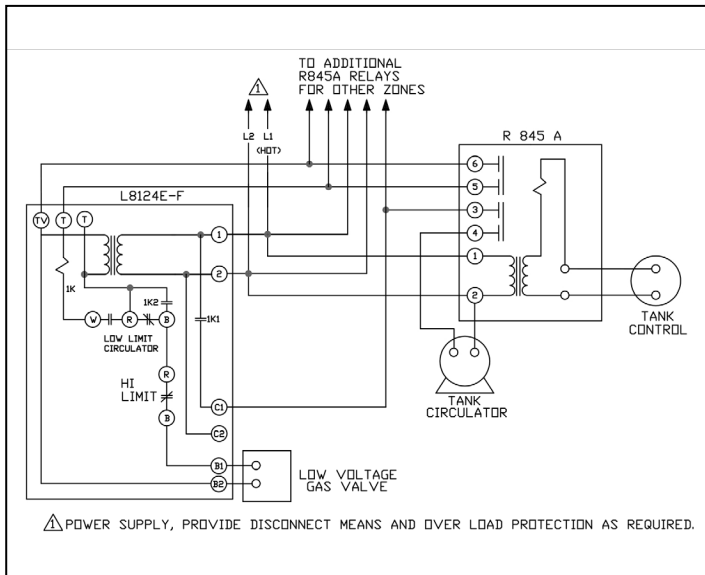 TO ADDITIONAL
R845A RELAYS
FOR OTHER ZONES
1
L2 L1
(HOT)
R 845 A
6
5
3
4
1
2
TANK
CONTROL
TANK
CIRCULATOR
L8124E-F
TV T T
1
2
1K
1K2
1K1
W R B
LOW LIMIT
CIRCULATOR
R
HI
LIMIT
B
C1
C2
B1
B2
LOW VOLTAGE
GAS VALVE
1 POWER SUPPLY, PROVIDE DISCONNECT MEANS AND OVER LOAD PROTECTION AS REQUIRED.